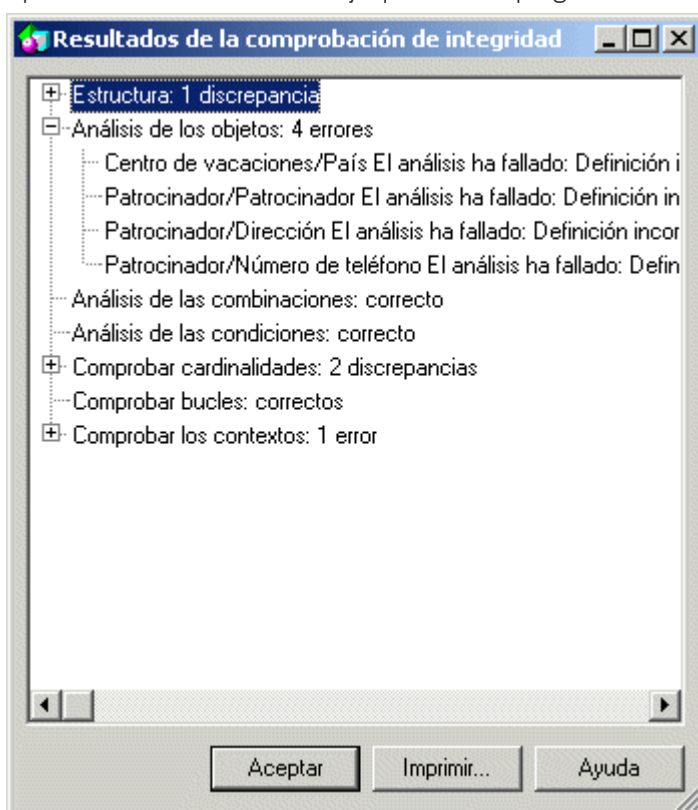 Resultados de la comprobación de integridad
Estructura: 1 discrepancia
Análisis de los objetos: 4 errores
Centro de vacaciones/País El análisis ha fallado: Definición i
Patrocinador/Patrocinador El análisis ha fallado: Definición in
Patrocinador/Dirección El análisis ha fallado: Definición incor
Patrocinador/Número de teléfono El análisis ha fallado: Defin
Análisis de las combinaciones: correcto
Análisis de las condiciones: correcto
Comprobar cardinalidades: 2 discrepancias
Comprobar bucles: correctos
Comprobar los contextos: 1 error
Aceptar Imprimir... Ayuda